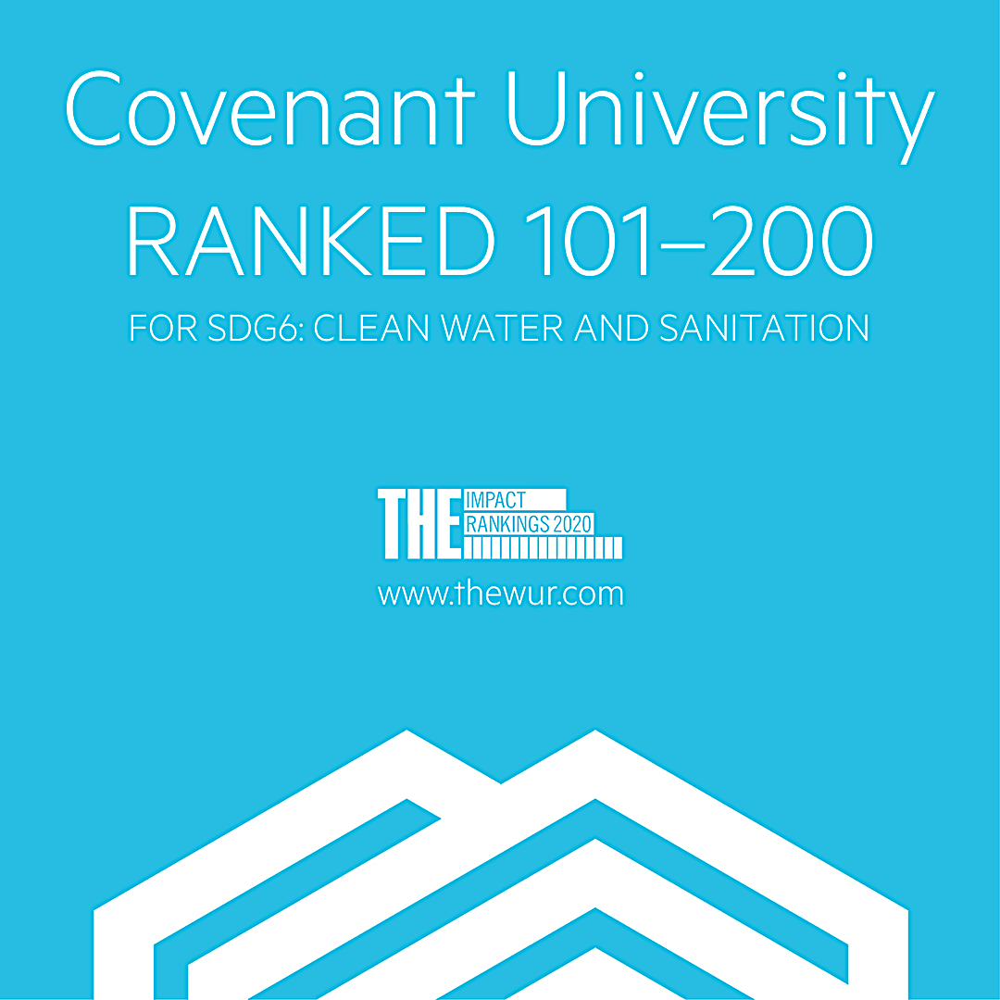 Covenant University
RANKED 101–200
FOR SDG6: CLEAN WATER AND SANITATION
THE IMPACT
RANKINGS 2020
www.thewur.com